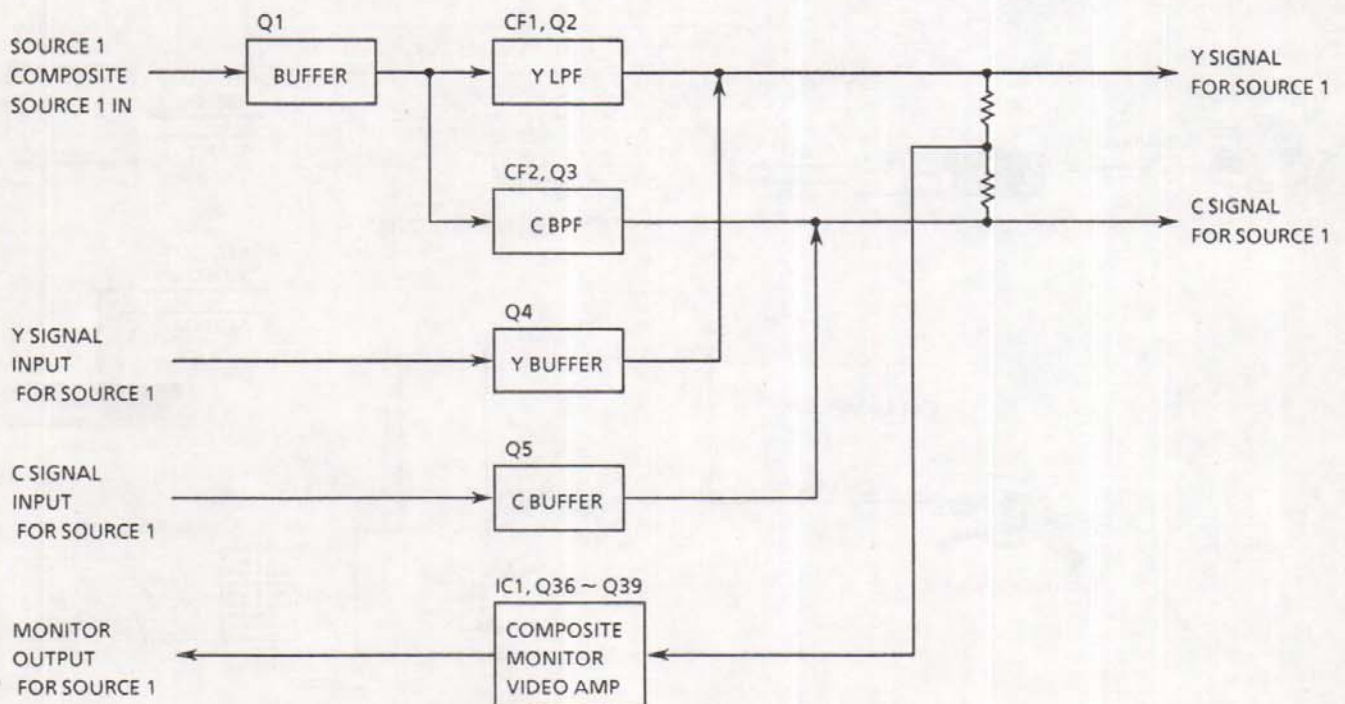 Q1
CF1, Q2
SOURCE 1
COMPOSITE
SOURCE 1 IN
BUFFER
Y LPF
Y SIGNAL
FOR SOURCE 1
CF2, Q3
C BPF
C SIGNAL
FOR SOURCE 1
Q4
Y SIGNAL
INPUT
FOR SOURCE 1
Y BUFFER
Q5
C SIGNAL
INPUT
FOR SOURCE 1
C BUFFER
IC1, Q36 ~ Q39
MONITOR
OUTPUT
FOR SOURCE 1
COMPOSITE
MONITOR
VIDEO AMP